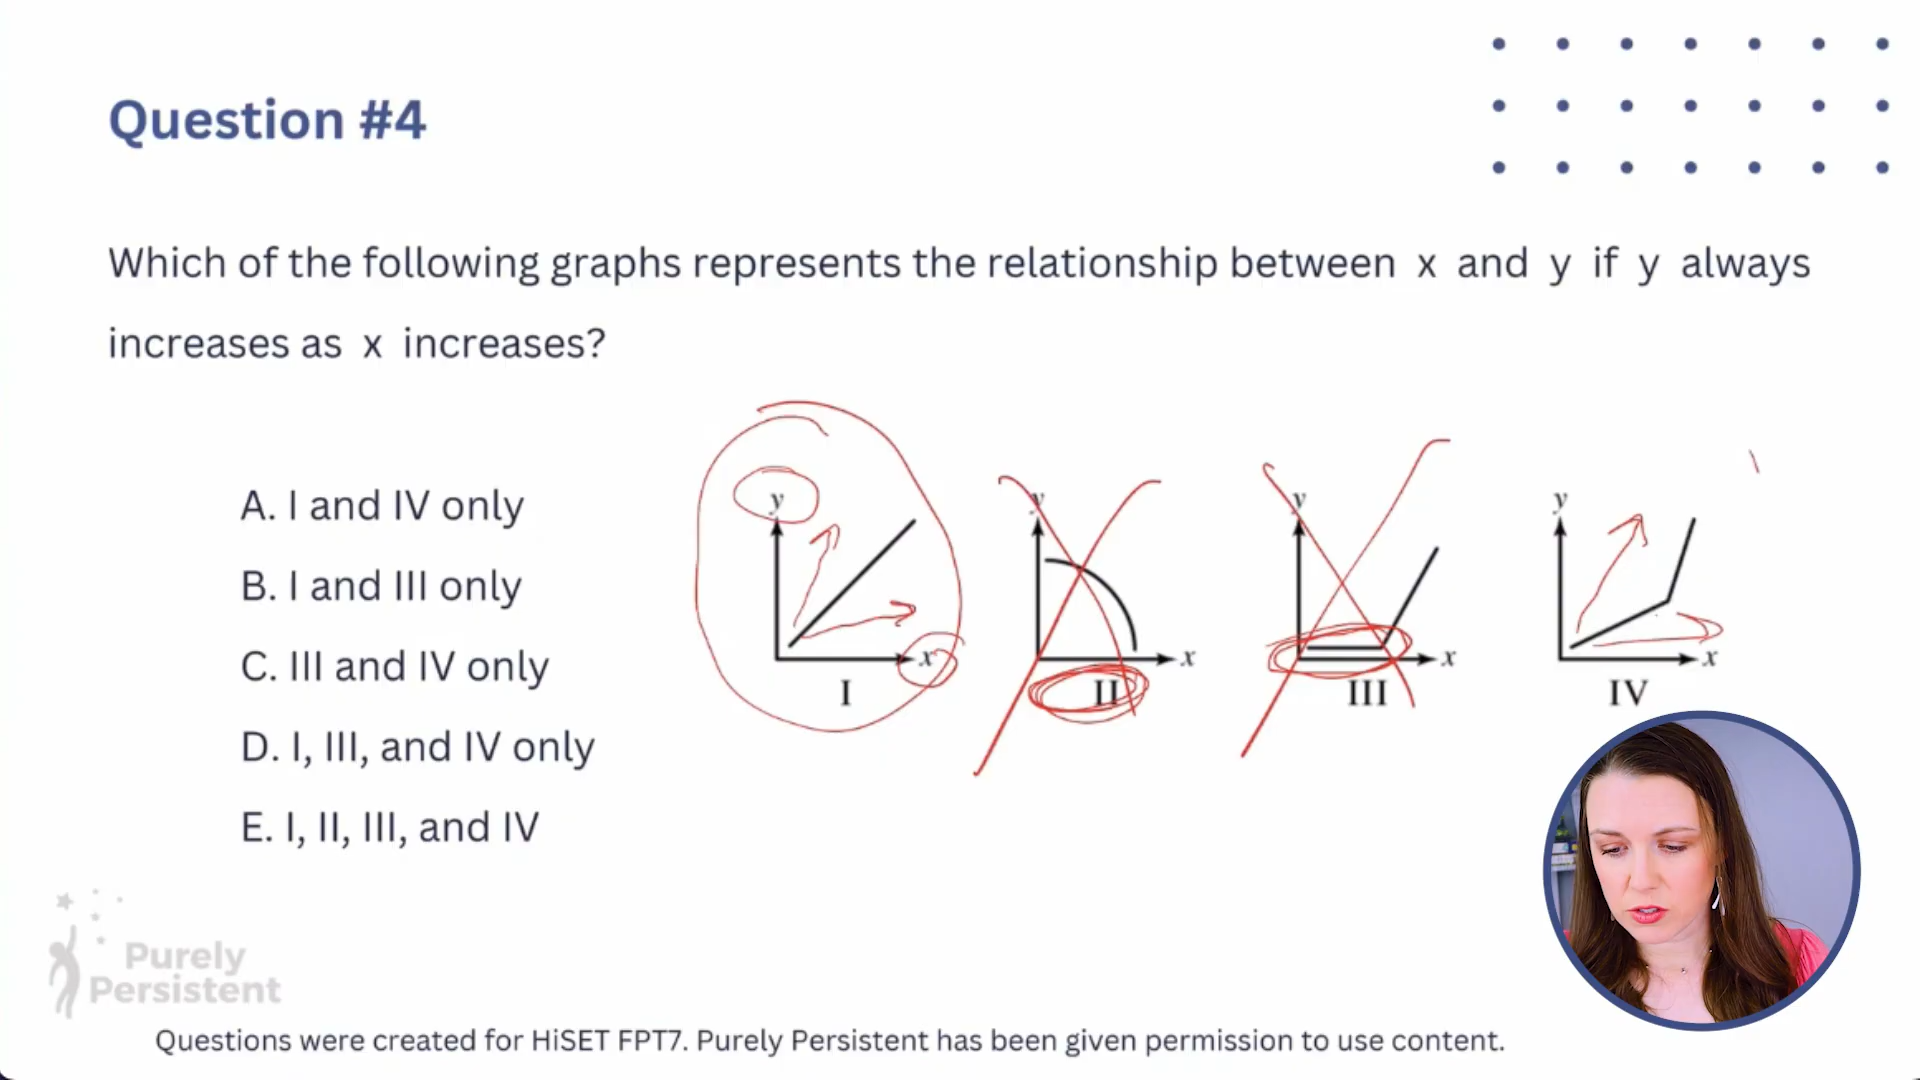 Question #4
Which of the following graphs represents the relationship between x and y if y always
increases as x increases?
A. I and IV only
B. I and III only
C. III and IV only
D. I, III, and IV only
E. I, II, III, and IV
y
x
I
y
x
II
y
x
III
y
x
IV
Purely
Persistent
Questions were created for HiSET FPT7. Purely Persistent has been given permission to use content.